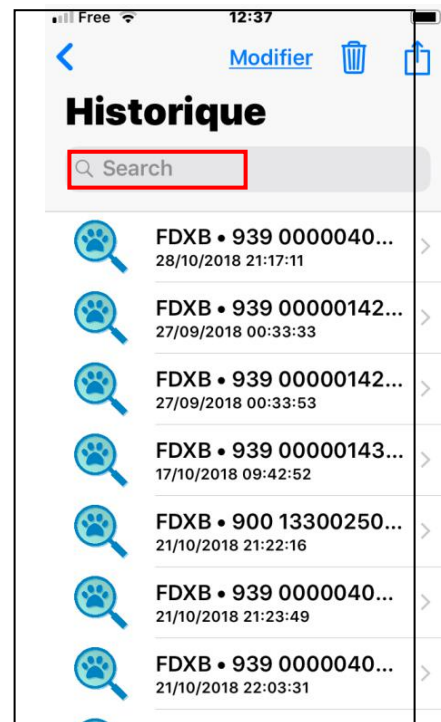 Free 12:37
Modifier
Historique
Search
FDXB • 939 0000040...
28/10/2018 21:17:11
FDXB • 939 00000142...
27/09/2018 00:33:33
FDXB • 939 00000142...
27/09/2018 00:33:53
FDXB • 939 00000143...
17/10/2018 09:42:52
FDXB • 900 13300250...
21/10/2018 21:22:16
FDXB • 939 0000040...
21/10/2018 21:23:49
FDXB • 939 0000040...
21/10/2018 22:03:31